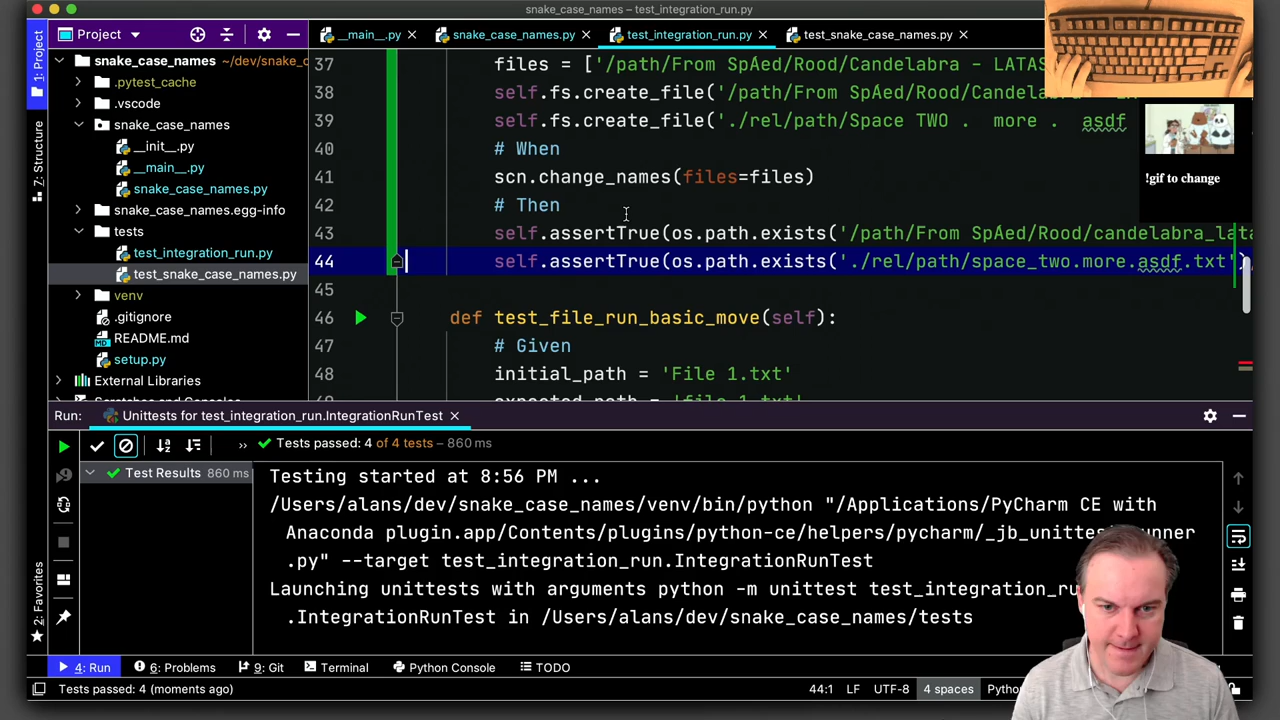 snake_case_names – test_integration_run.py
Project
__main__.py
snake_case_names.py
test_integration_run.py
test_snake_case_names.py
1: Project
7: Structure
2: Favorites
snake_case_names ~/dev/snake_c
.pytest_cache
.vscode
snake_case_names
__init__.py
__main__.py
snake_case_names.py
snake_case_names.egg-info
tests
test_integration_run.py
test_snake_case_names.py
venv
.gitignore
README.md
setup.py
External Libraries
Scratches and Consoles
37 files = ['/path/From SpAed/Rood/Candelabra - LATAS
38 self.fs.create_file('/path/From SpAed/Rood/Candelabra
39 self.fs.create_file('./rel/path/Space TWO . more . asdf
40 # When
41 scn.change_names(files=files)
42 # Then
43 self.assertTrue(os.path.exists('/path/From SpAed/Rood/candelabra_lata
44 self.assertTrue(os.path.exists('./rel/path/space_two.more.asdf.txt')
45
46 def test_file_run_basic_move(self):
47 # Given
48 initial_path = 'File 1.txt'
expected_path = 'file_1.txt'
!gif to change
Run: Unittests for test_integration_run.IntegrationRunTest
Tests passed: 4 of 4 tests – 860 ms
Test Results 860 ms
Testing started at 8:56 PM ...
/Users/alans/dev/snake_case_names/venv/bin/python "/Applications/PyCharm CE with
Anaconda plugin.app/Contents/plugins/python-ce/helpers/pycharm/_jb_unittest_runner
.py" --target test_integration_run.IntegrationRunTest
Launching unittests with arguments python -m unittest test_integration_ru
.IntegrationRunTest in /Users/alans/dev/snake_case_names/tests
4: Run
6: Problems
9: Git
Terminal
Python Console
TODO
Tests passed: 4 (moments ago)
44:1 LF UTF-8 4 spaces Pytho